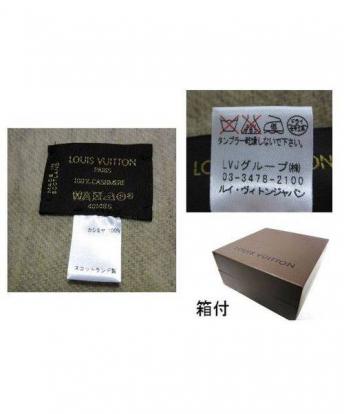 LOUIS VUITTON
PARIS
100% CASHMERE
MADE IN
SCOTLAND
カシミヤ 100%
スコットランド製
ドライ
タンブラー乾燥しないで下さい。
LVJグループ(株)
03-3478-2100
ルイ・ヴィトンジャパン
LOUIS VUITTON
箱付